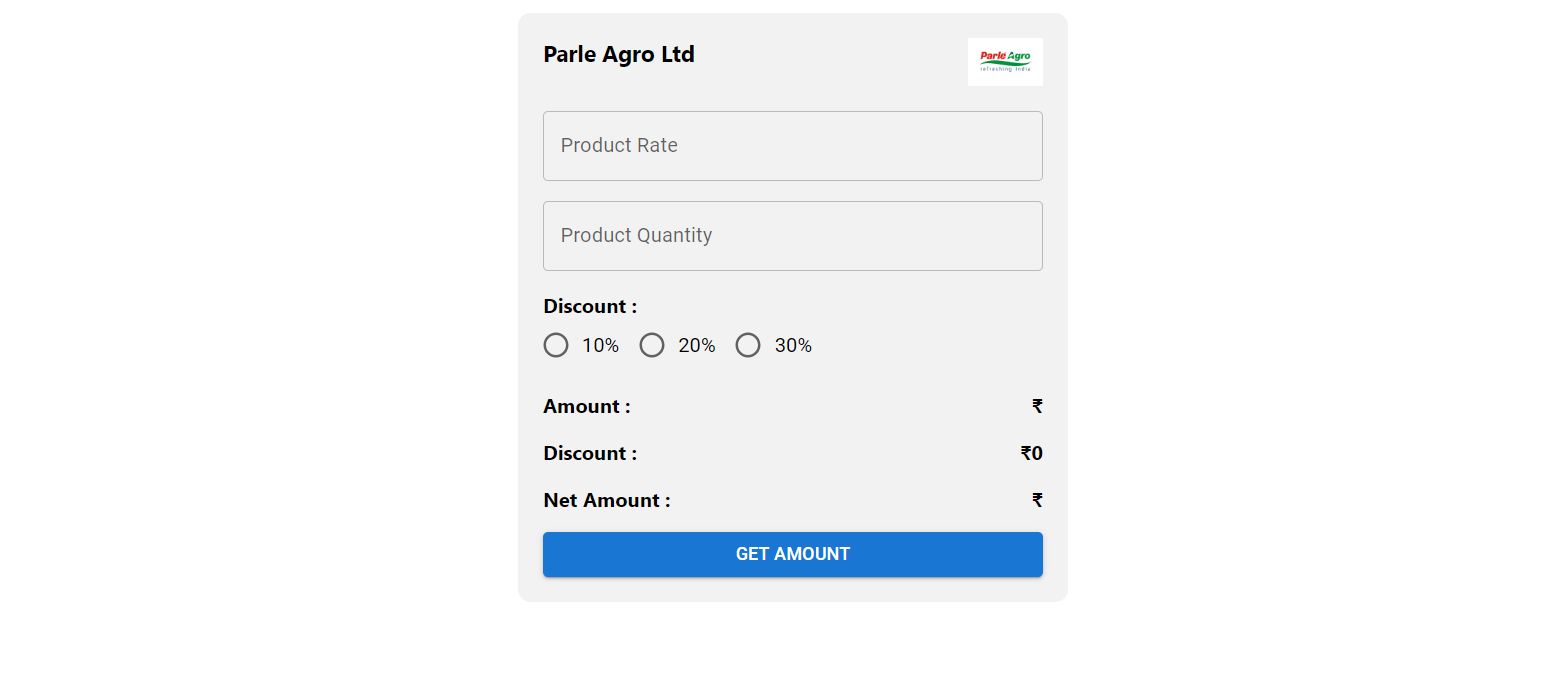 Parle Agro Ltd
Parle Agro
refreshing India
Product Rate
Product Quantity
Discount :
10% 20% 30%
Amount : ₹
Discount : ₹0
Net Amount : ₹
GET AMOUNT